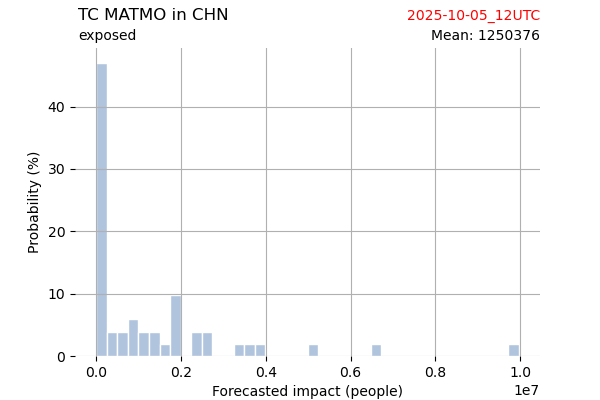 TC MATMO in CHN
2025-10-05_12UTC
exposed
Mean: 1250376
Probability (%)
40
30
20
10
0
0.0 0.2 0.4 0.6 0.8 1.0
1e7
Forecasted impact (people)